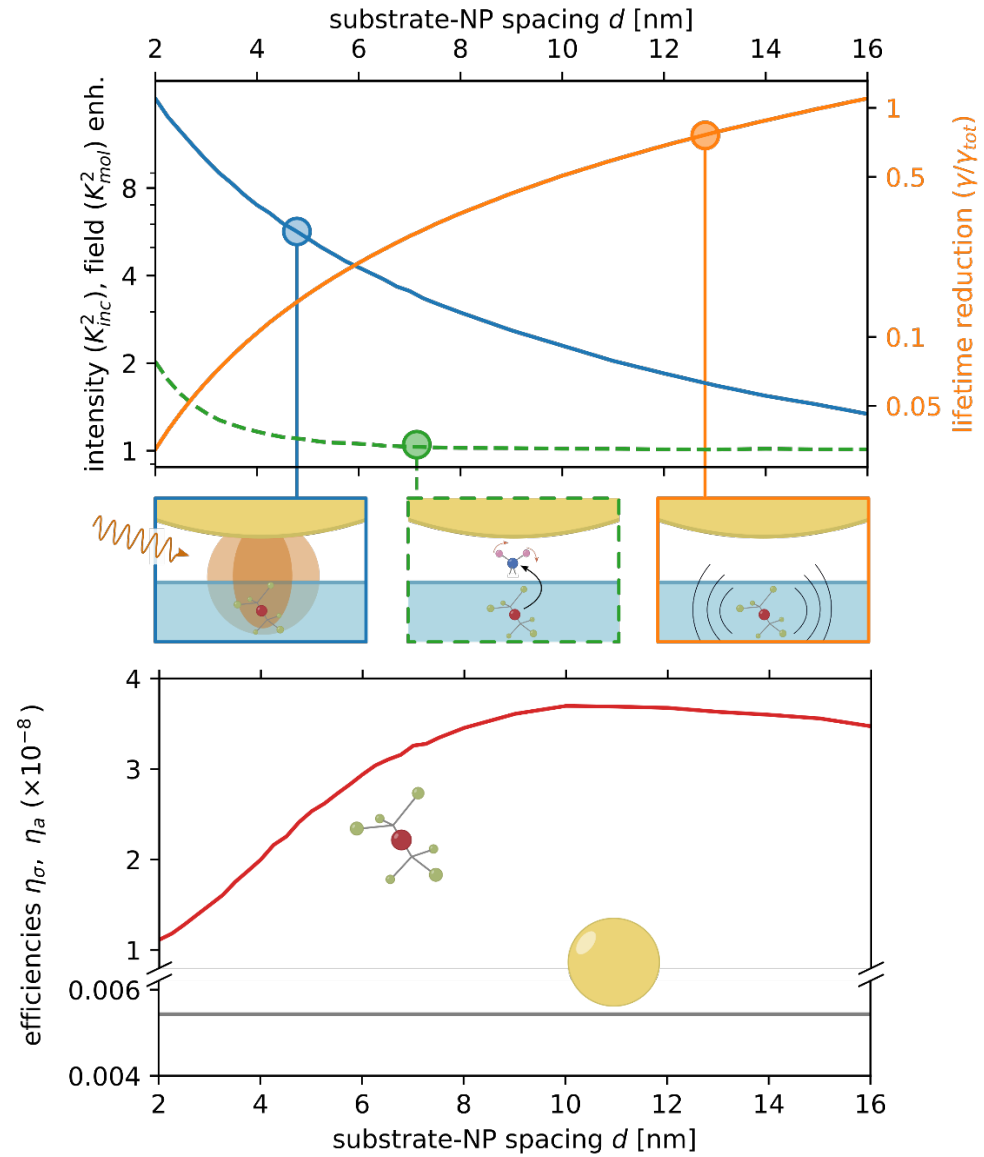 substrate-NP spacing d [nm]
2 4 6 8 10 12 14 16
intensity (K²inc), field (K²mol) enh.
8
4
2
1
lifetime reduction (γ/γtot)
1
0.5
0.1
0.05
efficiencies ησ, ηa (×10⁻⁸)
4
3
2
1
0.006
0.004
2 4 6 8 10 12 14 16
substrate-NP spacing d [nm]